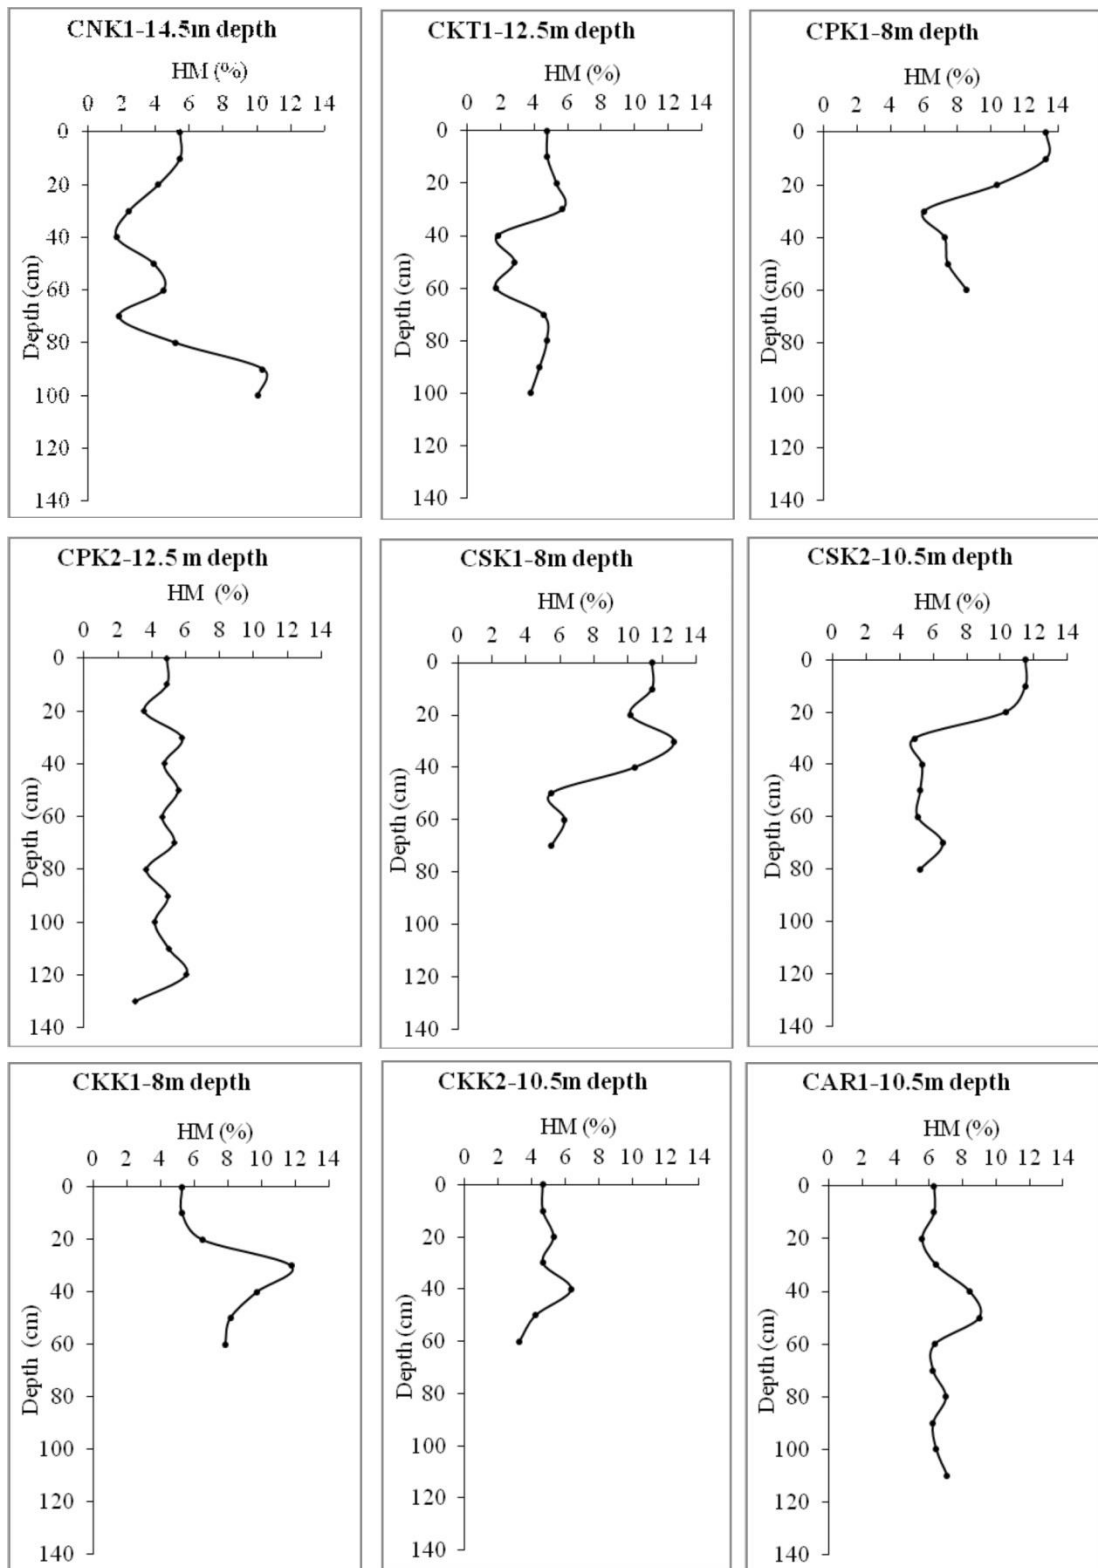 CNK1-14.5m depth
HM (%)
0 2 4 6 8 10 12 14
0
20
40
60
80
100
120
140
Depth (cm)
CKT1-12.5m depth
HM (%)
0 2 4 6 8 10 12 14
0
20
40
60
80
100
120
140
Depth (cm)
CPK1-8m depth
HM (%)
0 2 4 6 8 10 12 14
0
20
40
60
80
100
120
140
Depth (cm)
CPK2-12.5 m depth
HM (%)
0 2 4 6 8 10 12 14
0
20
40
60
80
100
120
140
Depth (cm)
CSK1-8m depth
HM (%)
0 2 4 6 8 10 12 14
0
20
40
60
80
100
120
140
Depth (cm)
CSK2-10.5m depth
HM (%)
0 2 4 6 8 10 12 14
0
20
40
60
80
100
120
140
Depth (cm)
CKK1-8m depth
HM (%)
0 2 4 6 8 10 12 14
0
20
40
60
80
100
120
140
Depth (cm)
CKK2-10.5m depth
HM (%)
0 2 4 6 8 10 12 14
0
20
40
60
80
100
120
140
Depth (cm)
CAR1-10.5m depth
HM (%)
0 2 4 6 8 10 12 14
0
20
40
60
80
100
120
140
Depth (cm)